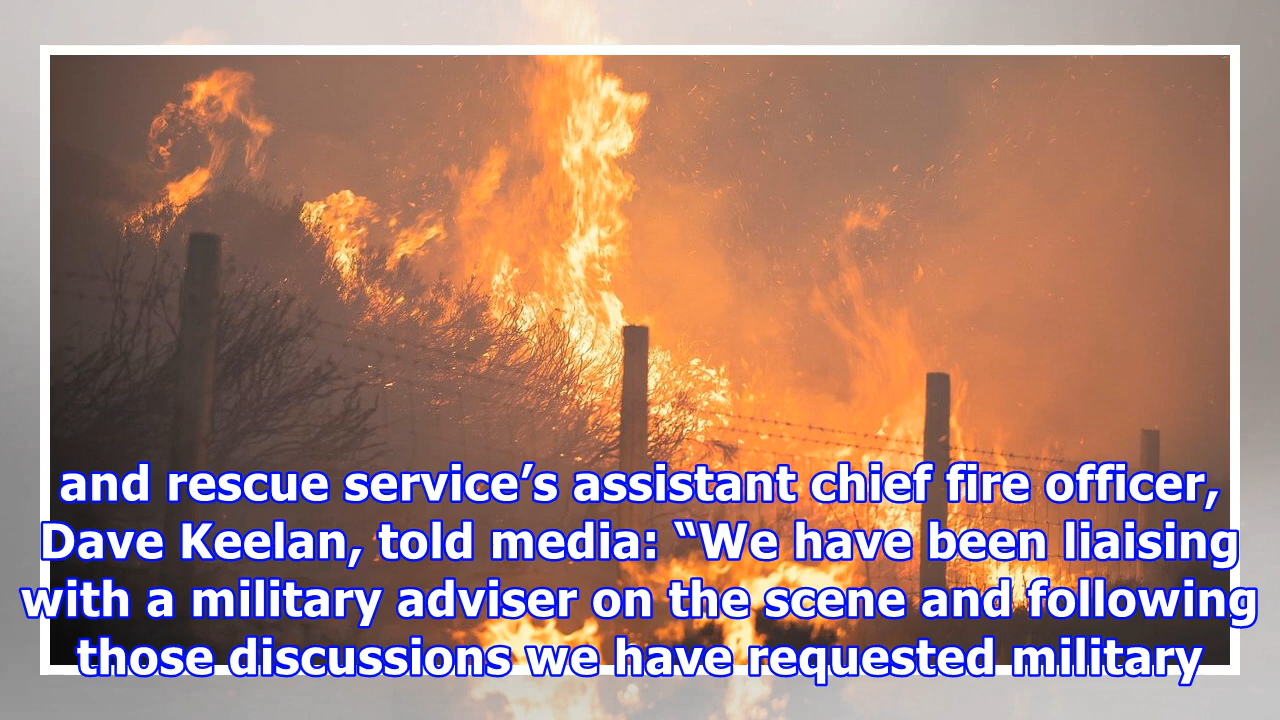 and rescue service’s assistant chief fire officer,
Dave Keelan, told media: “We have been liaising
with a military adviser on the scene and following
those discussions we have requested military